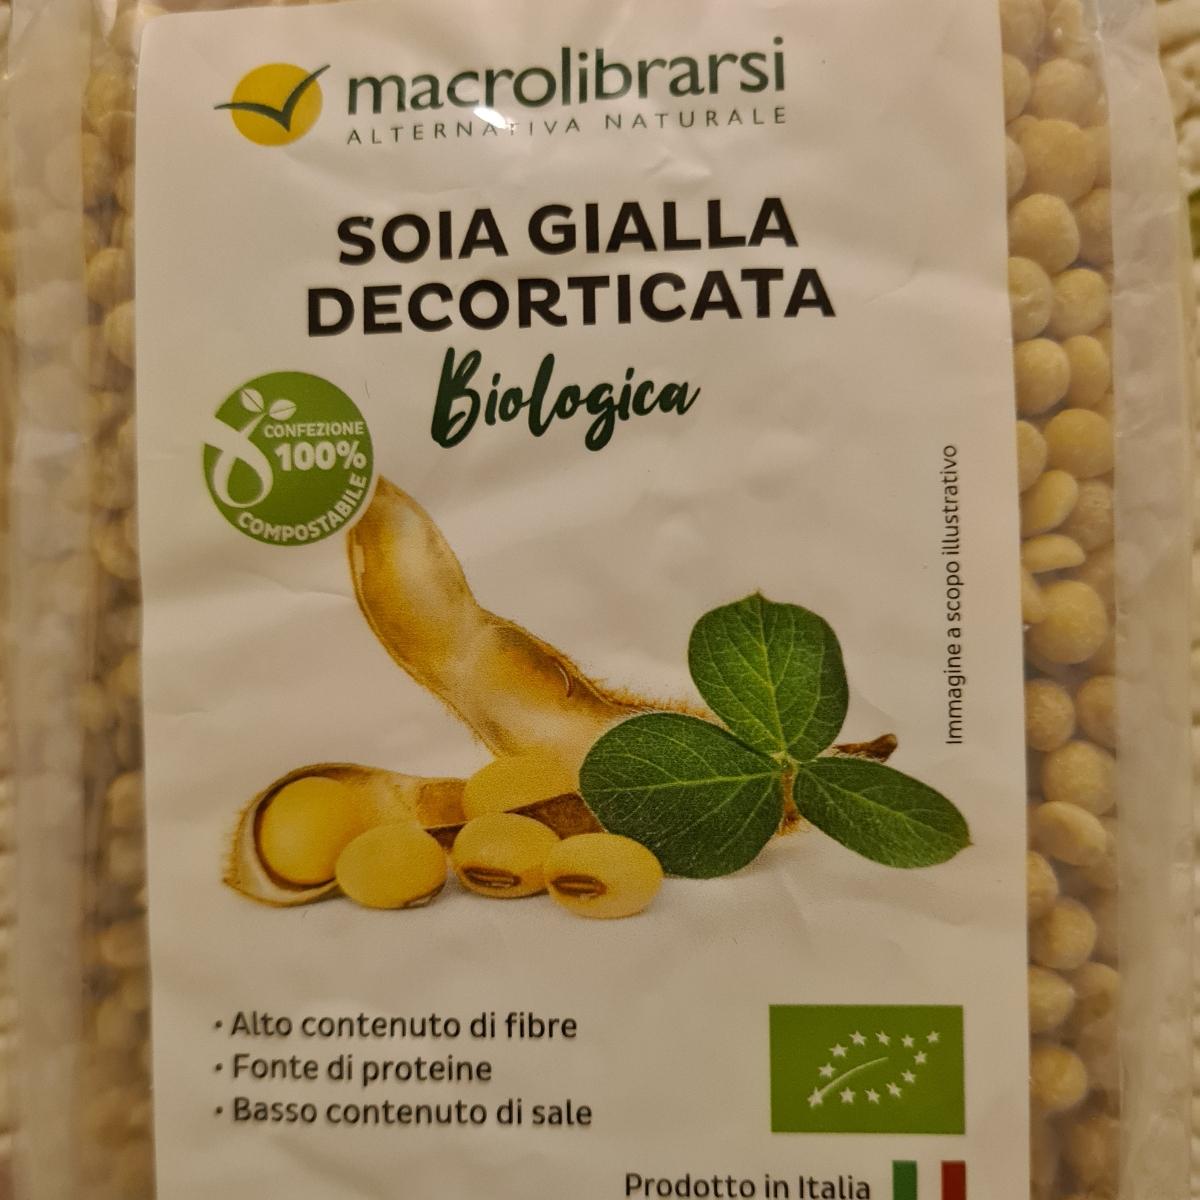 macrolibrarsi
ALTERNATIVA NATURALE
SOIA GIALLA
DECORTICATA
Biologica
CONFEZIONE
100%
COMPOSTABILE
Immagine a scopo illustrativo
• Alto contenuto di fibre
• Fonte di proteine
• Basso contenuto di sale
Prodotto in Italia